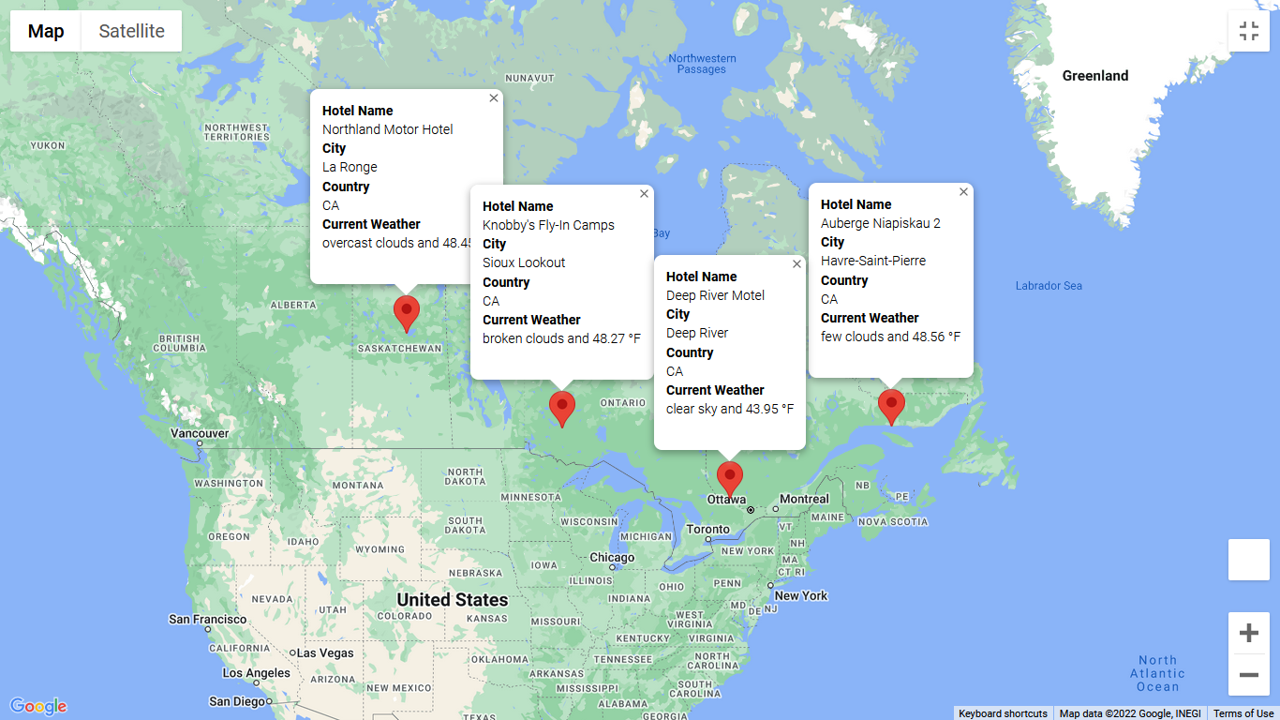 Map
Satellite
Northwestern
Passages
Greenland
NUNAVUT
YUKON
NORTHWEST
TERRITORIES
Hotel Name
Northland Motor Hotel
City
La Ronge
Country
CA
Current Weather
overcast clouds and 48.45
Hotel Name
Knobby's Fly-In Camps
City
Sioux Lookout
Country
CA
Current Weather
broken clouds and 48.27 °F
Bay
Hotel Name
Deep River Motel
City
Deep River
Country
CA
Current Weather
clear sky and 43.95 °F
Hotel Name
Auberge Niapiskau 2
City
Havre-Saint-Pierre
Country
CA
Current Weather
few clouds and 48.56 °F
Labrador Sea
ALBERTA
BRITISH
COLUMBIA
SASKATCHEWAN
ONTARIO
Vancouver
WASHINGTON
MONTANA
NORTH
DAKOTA
MINNESOTA
Ottawa
Montreal
NB
PE
MAINE
NOVA SCOTIA
OREGON
IDAHO
SOUTH
DAKOTA
WISCONSIN
MICHIGAN
Toronto
VT
NH
WYOMING
NEW YORK
MA
CT RI
Chicago
IOWA
NEBRASKA
ILLINOIS
INDIANA
OHIO
PENN
New York
NEVADA
UTAH
United States
COLORADO
KANSAS
MISSOURI
WEST
VIRGINIA
MD
DE
NJ
San Francisco
KENTUCKY
VIRGINIA
CALIFORNIA
Las Vegas
OKLAHOMA
TENNESSEE
NORTH
CAROLINA
Los Angeles
ARIZONA
NEW MEXICO
ARKANSAS
MISSISSIPPI
SOUTH
CAROLINA
San Diego
ALABAMA
TEXAS
GEORGIA
North
Atlantic
Ocean
Google
Keyboard shortcuts
Map data ©2022 Google, INEGI
Terms of Use